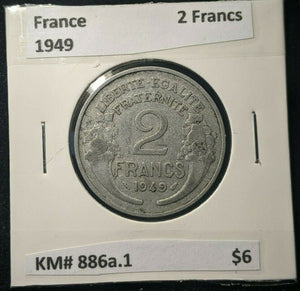 France 2 Francs
1949
LIBERTE·EGALITE
FRATERNITE
2
FRANCS
1949
KM# 886a.1 $6